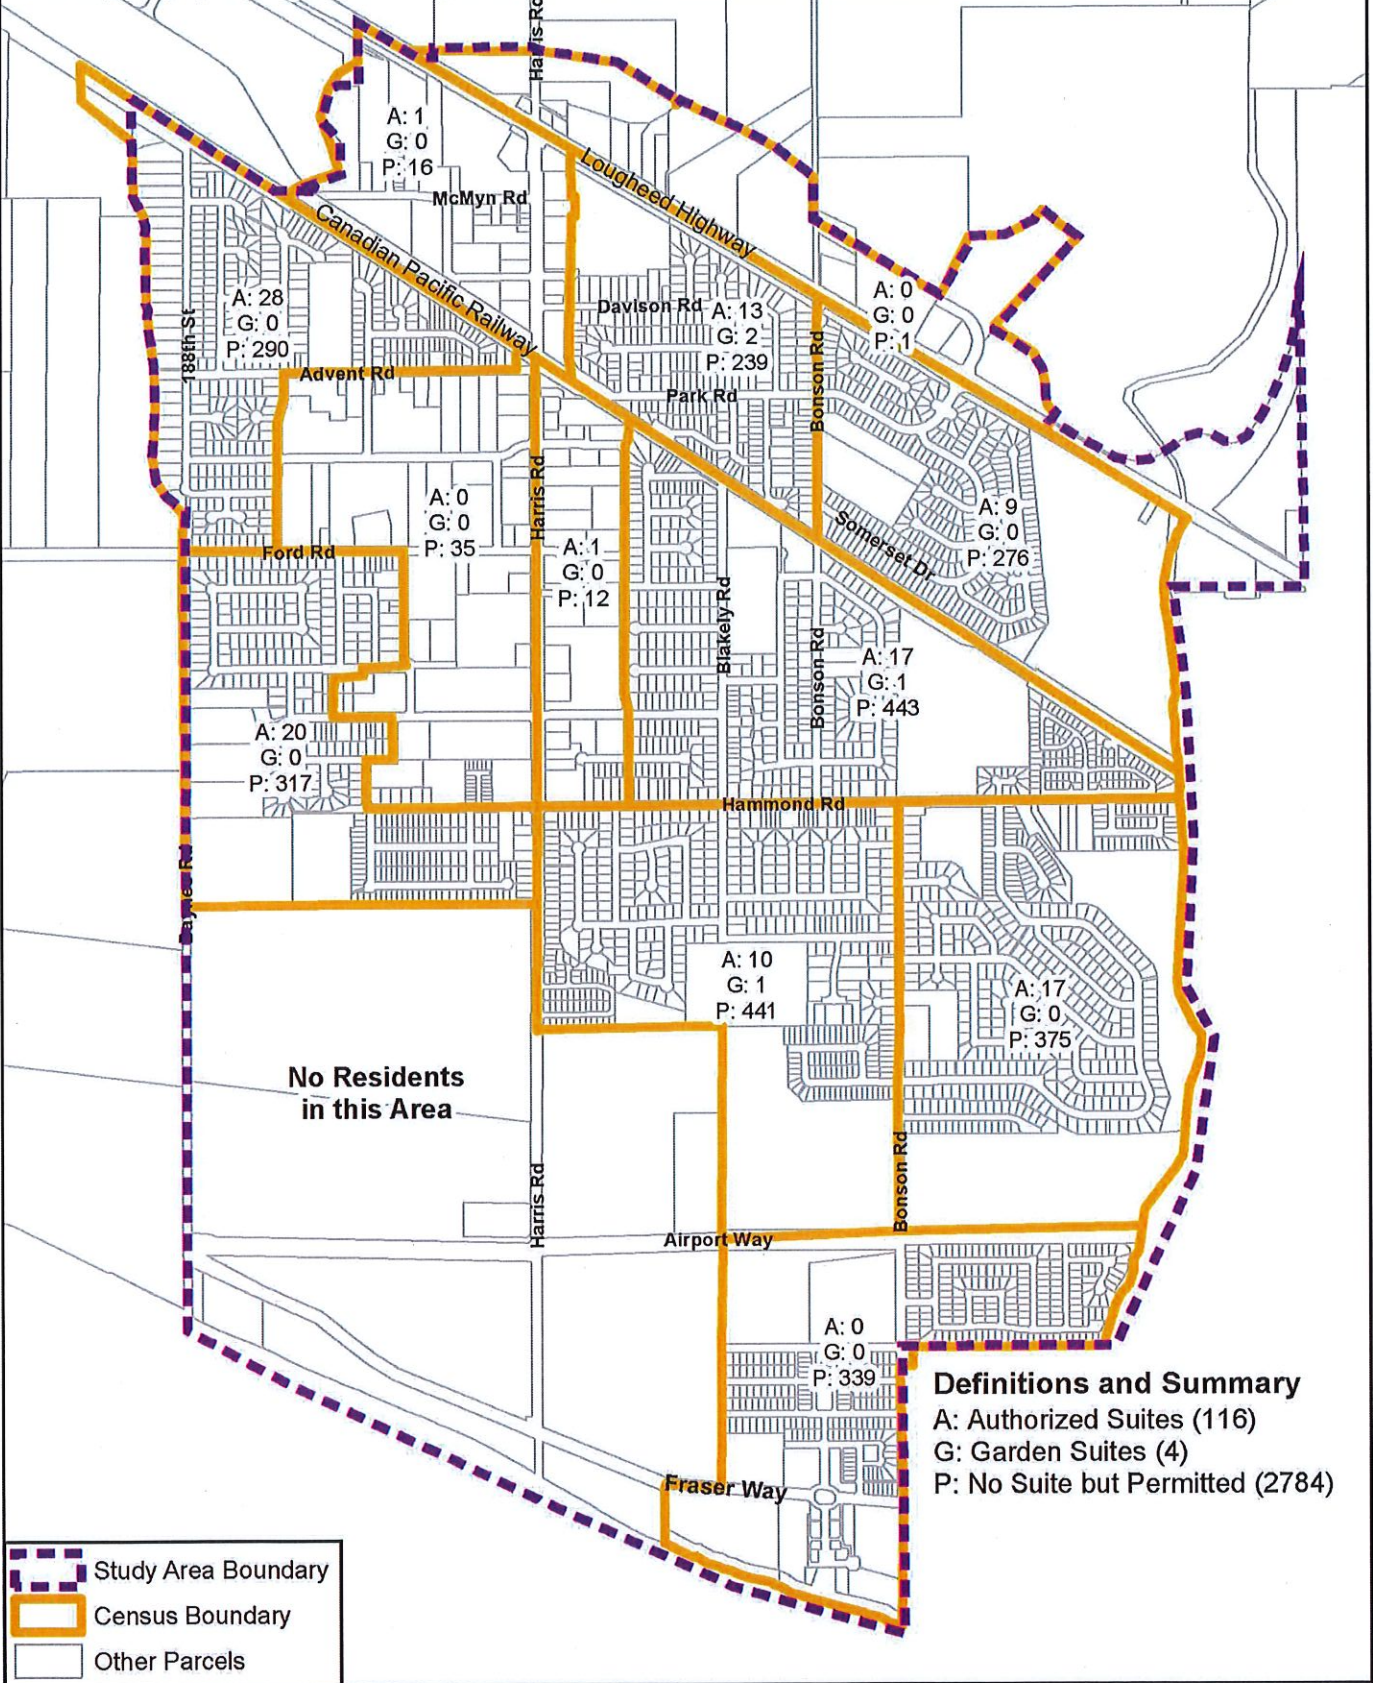 Harris Rd
A: 1
G: 0
P: 16
McMyn Rd
Lougheed Highway
Canadian Pacific Railway
A: 28
G: 0
P: 290
188th St
Davison Rd
A: 13
G: 2
P: 239
A: 0
G: 0
P: 1
Advent Rd
Park Rd
Bonson Rd
Harris Rd
A: 0
G: 0
P: 35
A: 9
G: 0
P: 276
Somerset Dr
Ford Rd
A: 1
G: 0
P: 12
Blakely Rd
Bonson Rd
A: 17
G: 1
P: 443
A: 20
G: 0
P: 317
Hammond Rd
A: 10
G: 1
P: 441
A: 17
G: 0
P: 375
No Residents
in this Area
Harris Rd
Bonson Rd
Airport Way
A: 0
G: 0
P: 339
Fraser Way
Definitions and Summary
A: Authorized Suites (116)
G: Garden Suites (4)
P: No Suite but Permitted (2784)
Study Area Boundary
Census Boundary
Other Parcels